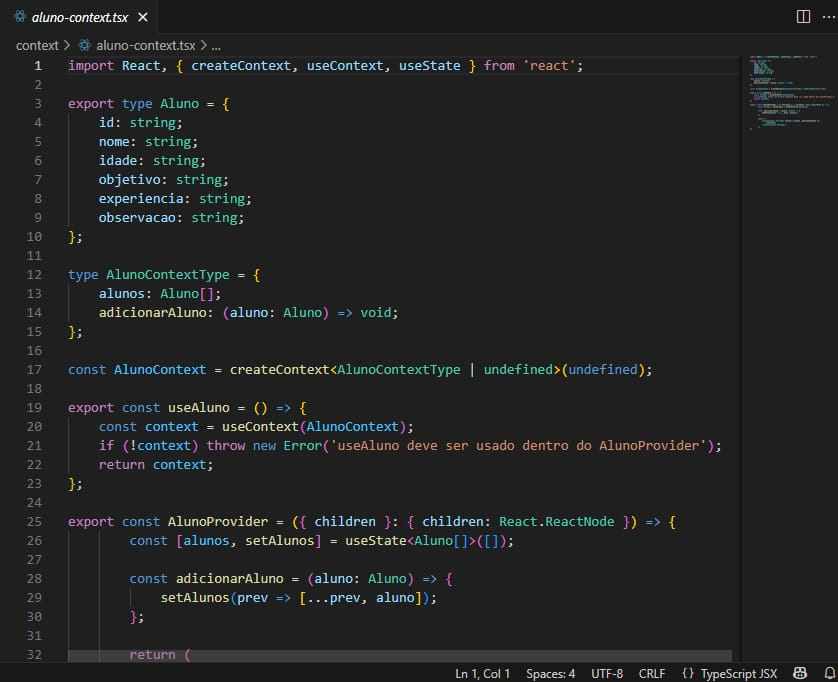 aluno-context.tsx
context > aluno-context.tsx > ...
1 import React, { createContext, useContext, useState } from 'react';
2
3 export type Aluno = {
4     id: string;
5     nome: string;
6     idade: string;
7     objetivo: string;
8     experiencia: string;
9     observacao: string;
10 };
11
12 type AlunoContextType = {
13     alunos: Aluno[];
14     adicionarAluno: (aluno: Aluno) => void;
15 };
16
17 const AlunoContext = createContext<AlunoContextType | undefined>(undefined);
18
19 export const useAluno = () => {
20     const context = useContext(AlunoContext);
21     if (!context) throw new Error('useAluno deve ser usado dentro do AlunoProvider');
22     return context;
23 };
24
25 export const AlunoProvider = ({ children }: { children: React.ReactNode }) => {
26         const [alunos, setAlunos] = useState<Aluno[]>([]);
27
28         const adicionarAluno = (aluno: Aluno) => {
29             setAlunos(prev => [...prev, aluno]);
30         };
31
32         return (
Ln 1, Col 1 Spaces: 4 UTF-8 CRLF {} TypeScript JSX